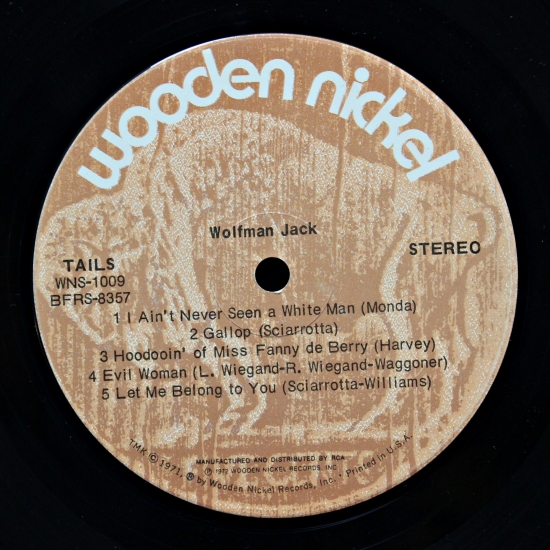 wooden nickel
Wolfman Jack
TAILS
STEREO
WNS-1009
BFRS-8357
1 I Ain't Never Seen a White Man (Monda)
2 Gallop (Sciarrotta)
3 Hoodooin' of Miss Fanny de Berry (Harvey)
4 Evil Woman (L. Wiegand-R. Wiegand-Waggoner)
5 Let Me Belong to You (Sciarrotta-Williams)
MANUFACTURED AND DISTRIBUTED BY RCA
℗ 1972 WOODEN NICKEL RECORDS, INC
TMK © 1971, ® by Wooden Nickel Records, Inc. • Printed in U.S.A.